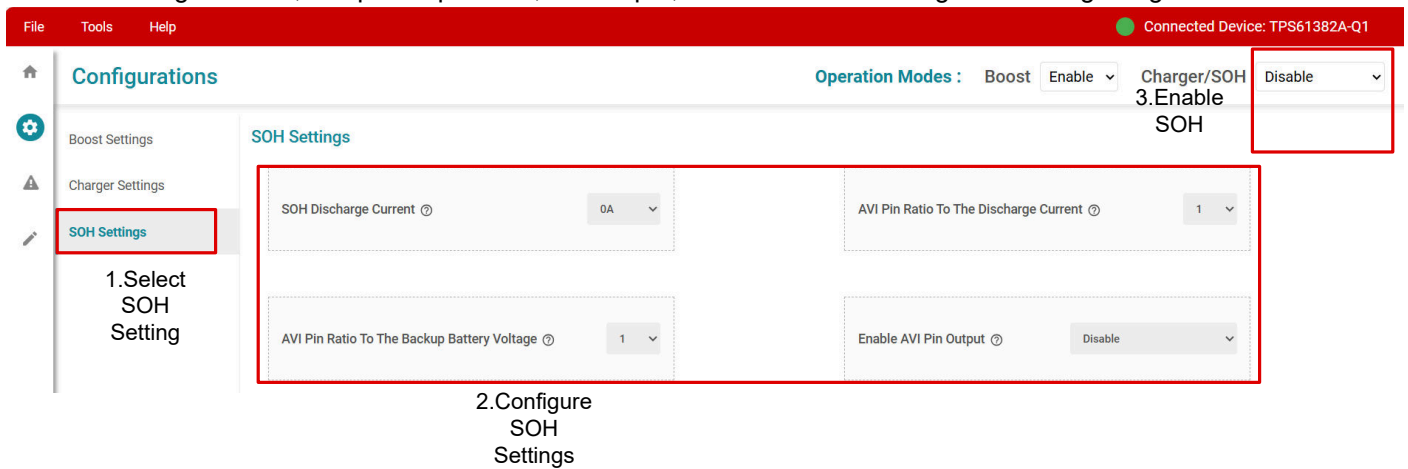 File Tools Help Connected Device: TPS61382A-Q1
Configurations Operation Modes : Boost Enable Charger/SOH Disable
3.Enable
SOH
Boost Settings
SOH Settings
Charger Settings
SOH Discharge Current 0A AVI Pin Ratio To The Discharge Current 1
SOH Settings
1.Select
SOH
Setting
AVI Pin Ratio To The Backup Battery Voltage 1 Enable AVI Pin Output Disable
2.Configure
SOH
Settings